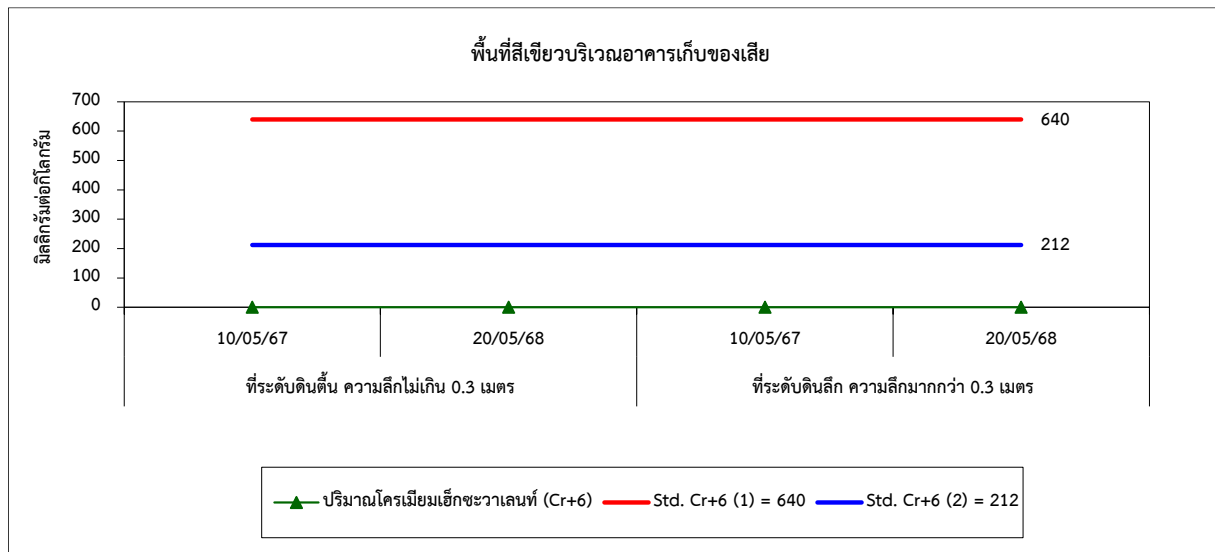 พื้นที่สีเขียวบริเวณอาคารเก็บของเสีย
มิลลิกรัมต่อกิโลกรัม
700
600
500
400
300
200
100
0
640
212
10/05/67 20/05/68 10/05/67 20/05/68
ที่ระดับดินตื้น ความลึกไม่เกิน 0.3 เมตร ที่ระดับดินลึก ความลึกมากกว่า 0.3 เมตร
ปริมาณโครเมียมเฮ็กซะวาเลนท์ (Cr+6) Std. Cr+6 (1) = 640 Std. Cr+6 (2) = 212